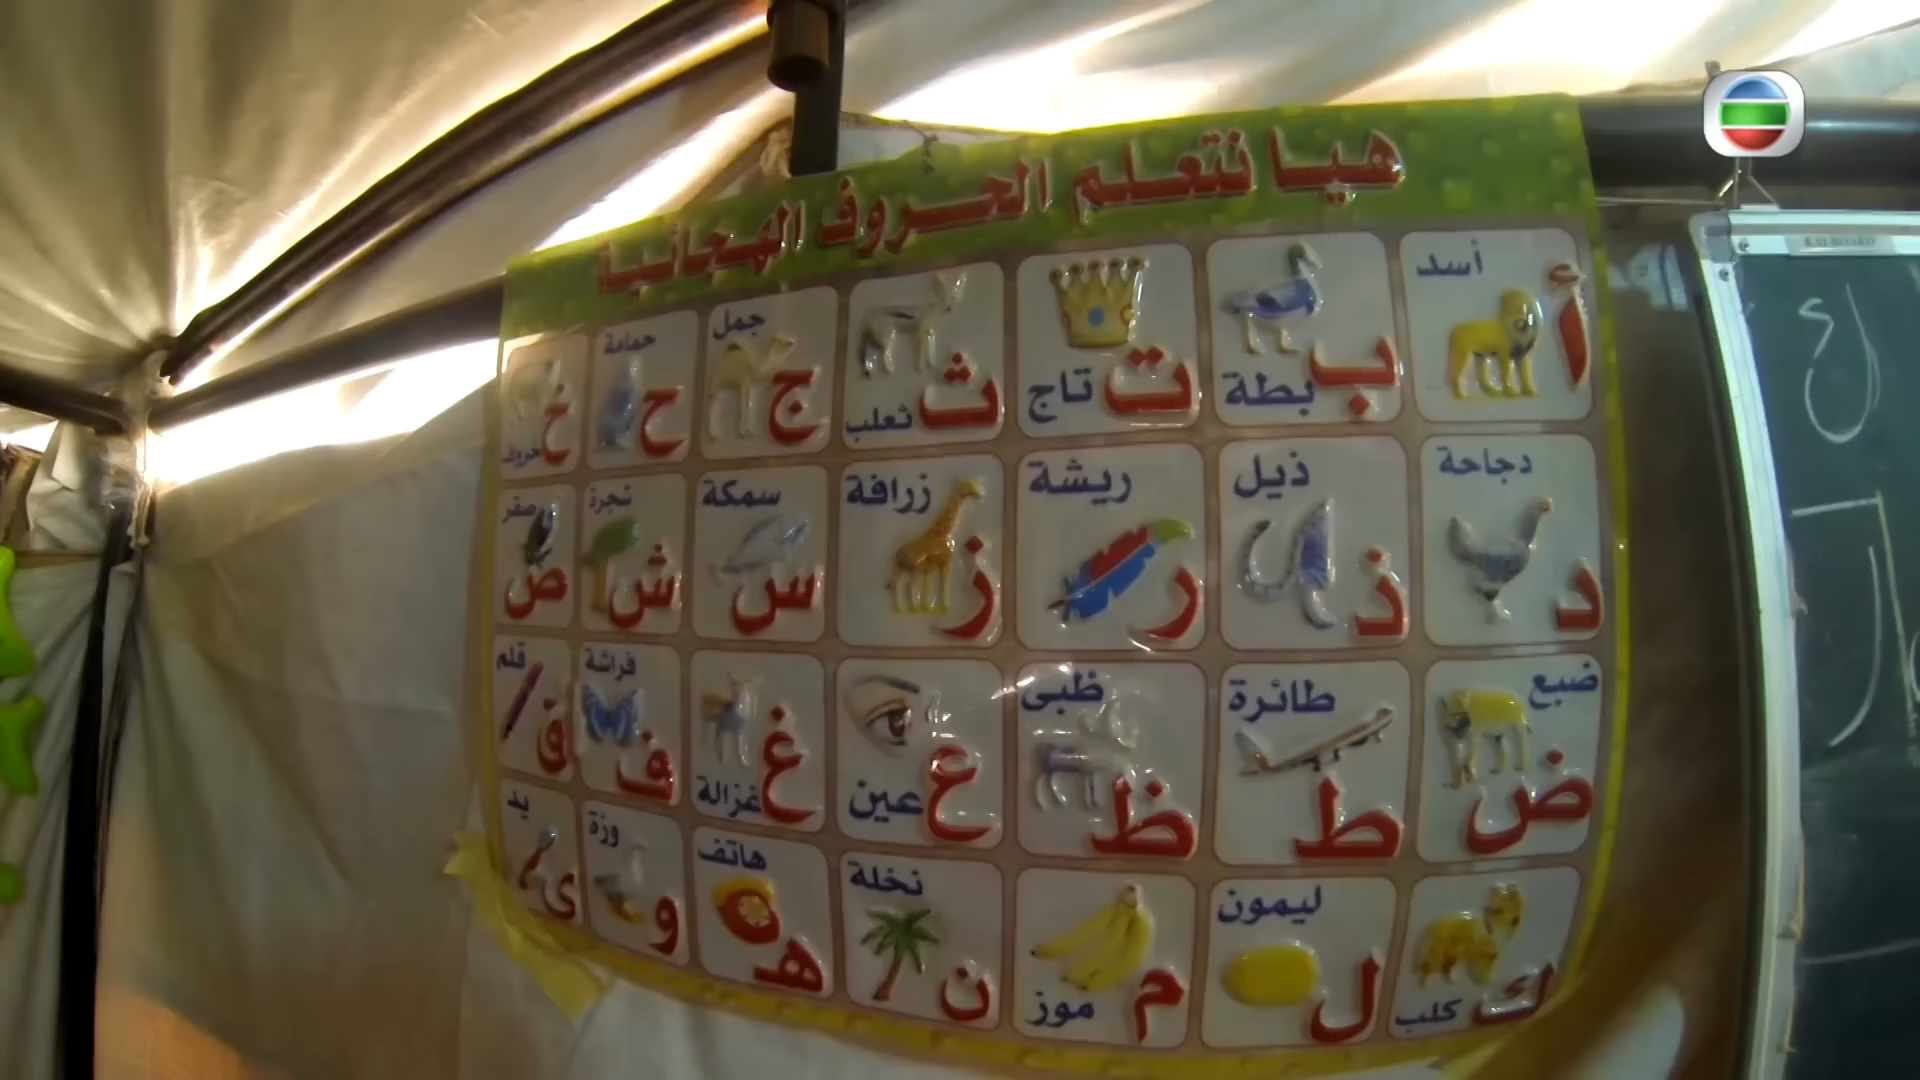 هيا نتعلم الحروف الهجائية
أسد أ
بطة ب
تاج ت
ثعلب ث
جمل ج
حمامة ح
خروف خ
دجاجة د
ذيل ذ
ريشة ر
زرافة ز
سمكة س
شجرة ش
صقر ص
ضبع ض
طائرة ط
ظبى ظ
عين ع
غزالة غ
فراشة ف
قلم ق
كلب ك
ليمون ل
موز م
نخلة ن
هاتف ه
وزة و
يد ى